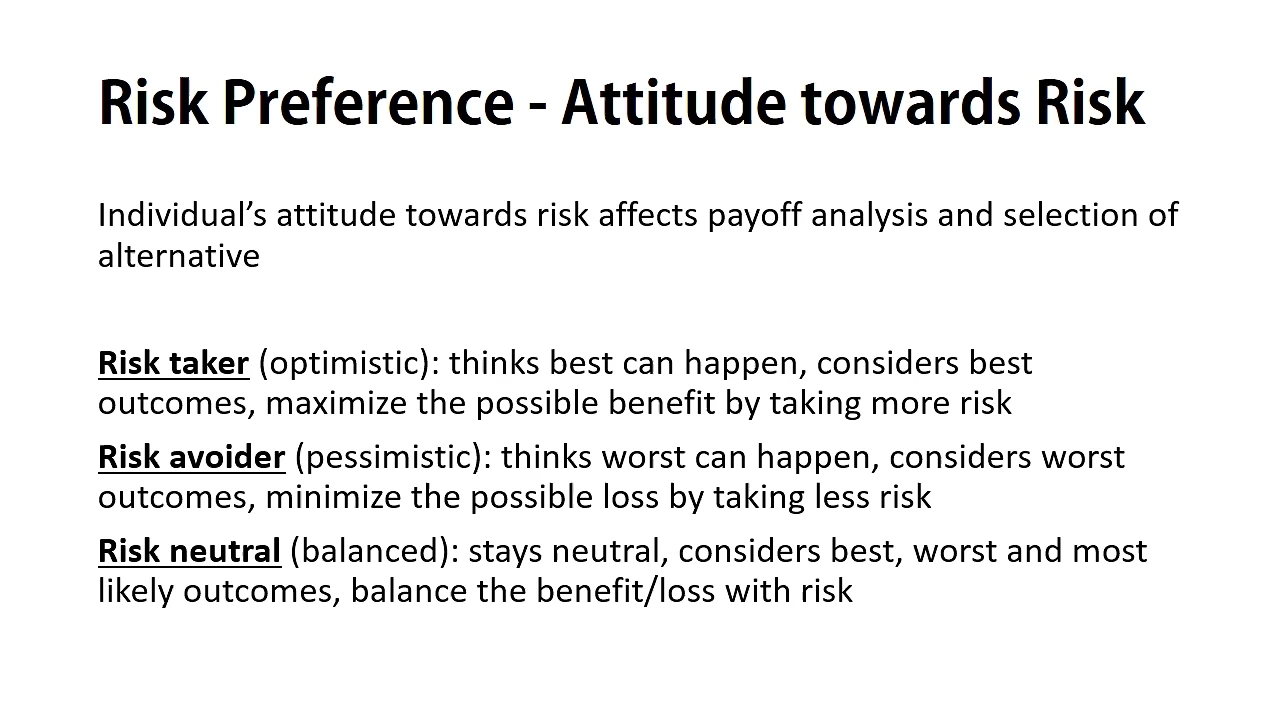 Risk Preference - Attitude towards Risk
Individual’s attitude towards risk affects payoff analysis and selection of
alternative
Risk taker (optimistic): thinks best can happen, considers best
outcomes, maximize the possible benefit by taking more risk
Risk avoider (pessimistic): thinks worst can happen, considers worst
outcomes, minimize the possible loss by taking less risk
Risk neutral (balanced): stays neutral, considers best, worst and most
likely outcomes, balance the benefit/loss with risk